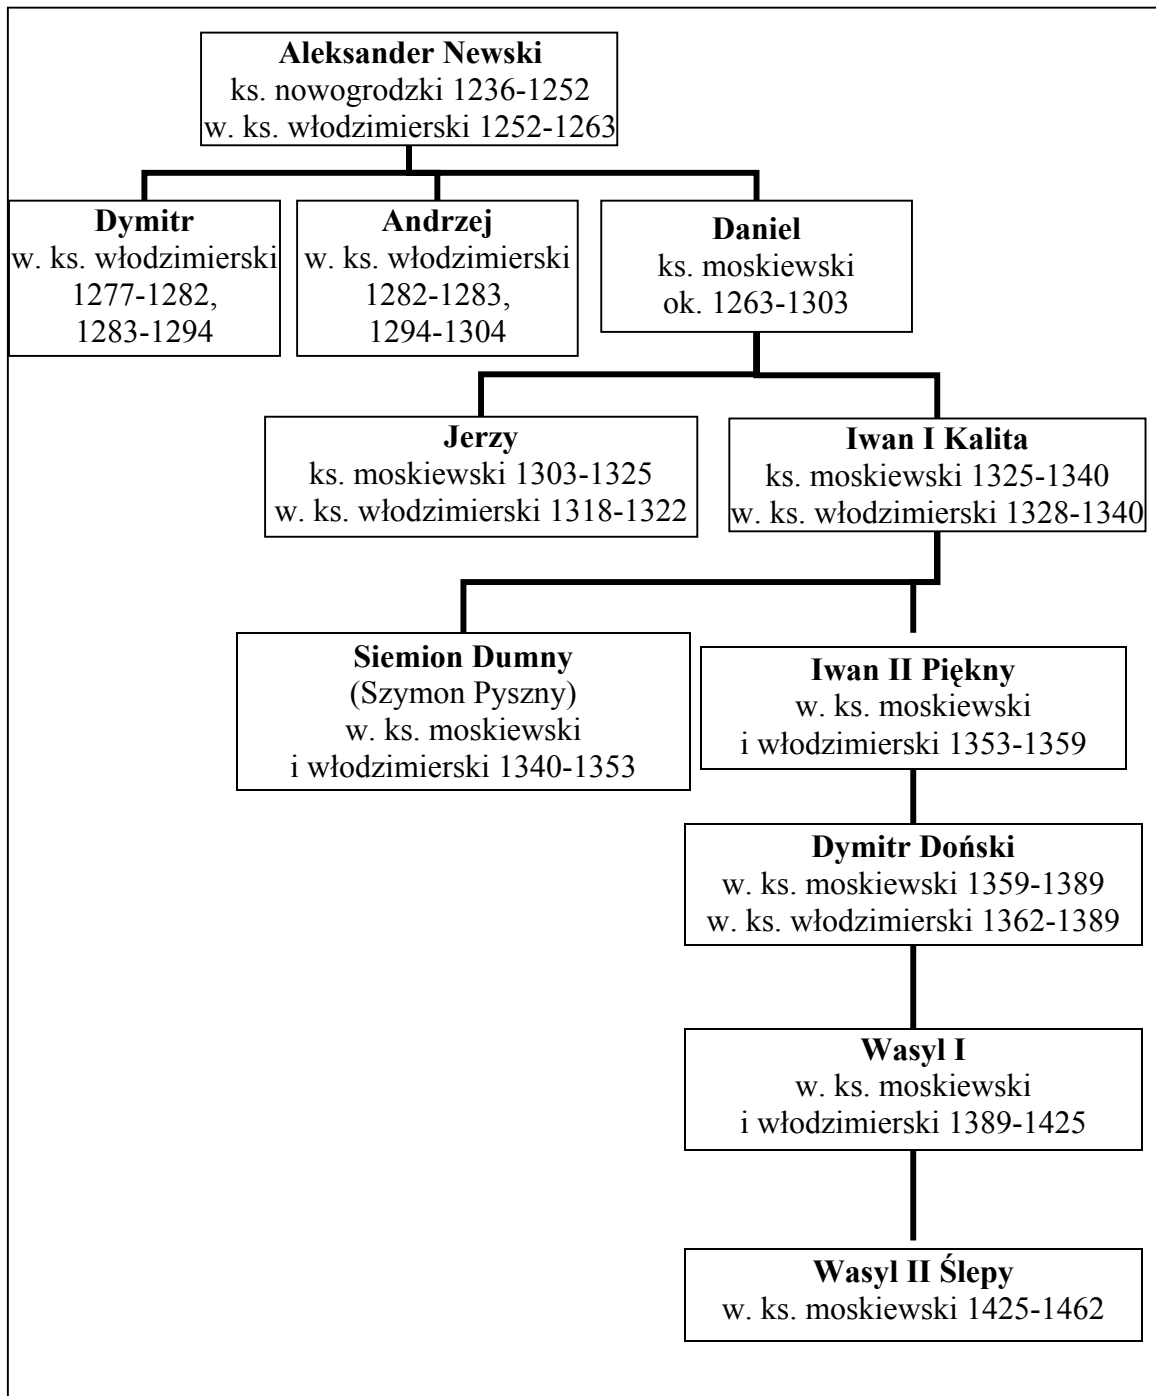 Aleksander Newski
ks. nowogrodzki 1236-1252
w. ks. włodzimierski 1252-1263
Dymitr
w. ks. włodzimierski
1277-1282,
1283-1294
Andrzej
w. ks. włodzimierski
1282-1283,
1294-1304
Daniel
ks. moskiewski
ok. 1263-1303
Jerzy
ks. moskiewski 1303-1325
w. ks. włodzimierski 1318-1322
Iwan I Kalita
ks. moskiewski 1325-1340
w. ks. włodzimierski 1328-1340
Siemion Dumny
(Szymon Pyszny)
w. ks. moskiewski
i włodzimierski 1340-1353
Iwan II Piękny
w. ks. moskiewski
i włodzimierski 1353-1359
Dymitr Doński
w. ks. moskiewski 1359-1389
w. ks. włodzimierski 1362-1389
Wasyl I
w. ks. moskiewski
i włodzimierski 1389-1425
Wasyl II Ślepy
w. ks. moskiewski 1425-1462